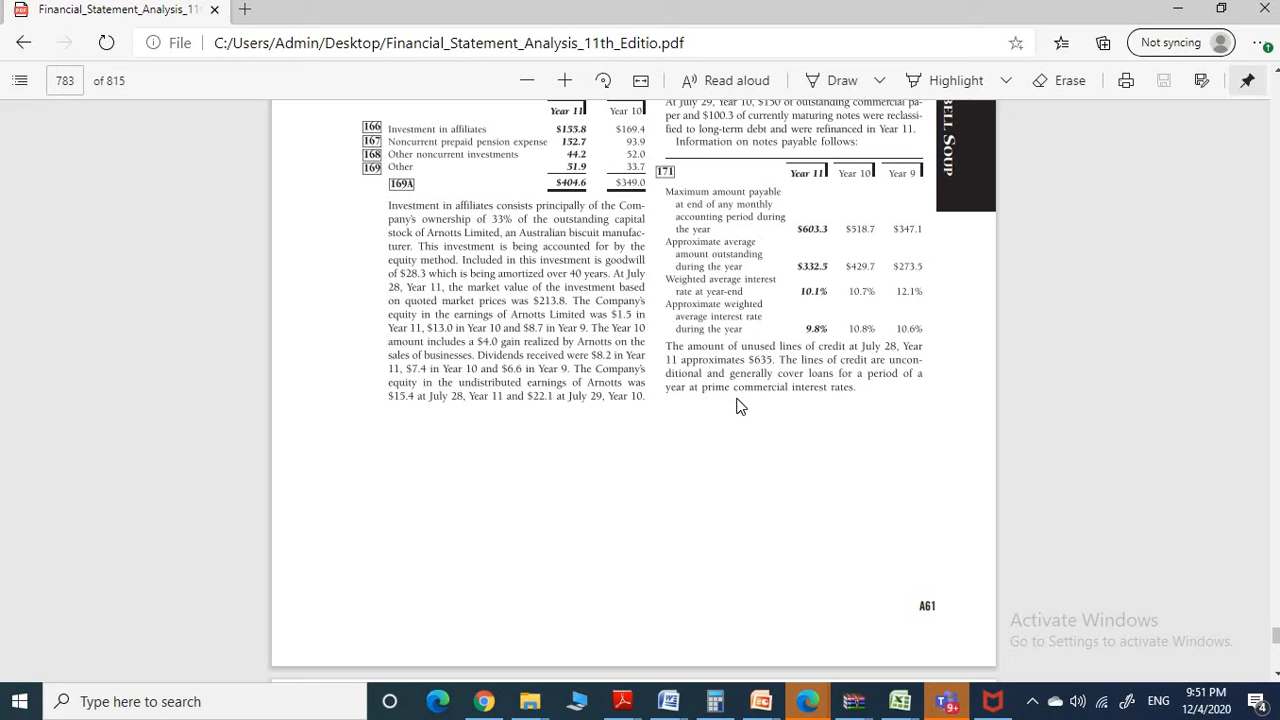 Financial_Statement_Analysis_11t
File
C:/Users/Admin/Desktop/Financial_Statement_Analysis_11th_Editio.pdf
Not syncing
783 of 815
Read aloud
Draw
Highlight
Erase
Year 11 Year 10
166 Investment in affiliates $155.8 $169.4
167 Noncurrent prepaid pension expense 152.7 93.9
168 Other noncurrent investments 44.2 52.0
169 Other 51.9 33.7
169A $404.6 $349.0
Investment in affiliates consists principally of the Com-
pany's ownership of 33% of the outstanding capital
stock of Arnotts Limited, an Australian biscuit manufac-
turer. This investment is being accounted for by the
equity method. Included in this investment is goodwill
of $28.3 which is being amortized over 40 years. At July
28, Year 11, the market value of the investment based
on quoted market prices was $213.8. The Company's
equity in the earnings of Arnotts Limited was $1.5 in
Year 11, $13.0 in Year 10 and $8.7 in Year 9. The Year 10
amount includes a $4.0 gain realized by Arnotts on the
sales of businesses. Dividends received were $8.2 in Year
11, $7.4 in Year 10 and $6.6 in Year 9. The Company's
equity in the undistributed earnings of Arnotts was
$15.4 at July 28, Year 11 and $22.1 at July 29, Year 10.
At July 29, Year 10, $150 of outstanding commercial pa-
per and $100.3 of currently maturing notes were reclassi-
fied to long-term debt and were refinanced in Year 11.
Information on notes payable follows:
171 Year 11 Year 10 Year 9
Maximum amount payable
at end of any monthly
accounting period during
the year $603.3 $518.7 $347.1
Approximate average
amount outstanding
during the year $332.5 $429.7 $273.5
Weighted average interest
rate at year-end 10.1% 10.7% 12.1%
Approximate weighted
average interest rate
during the year 9.8% 10.8% 10.6%
The amount of unused lines of credit at July 28, Year
11 approximates $635. The lines of credit are uncon-
ditional and generally cover loans for a period of a
year at prime commercial interest rates.
BELL SOUP
A61
Activate Windows
Go to Settings to activate Windows.
Type here to search
9+
ENG
9:51 PM
12/4/2020
4